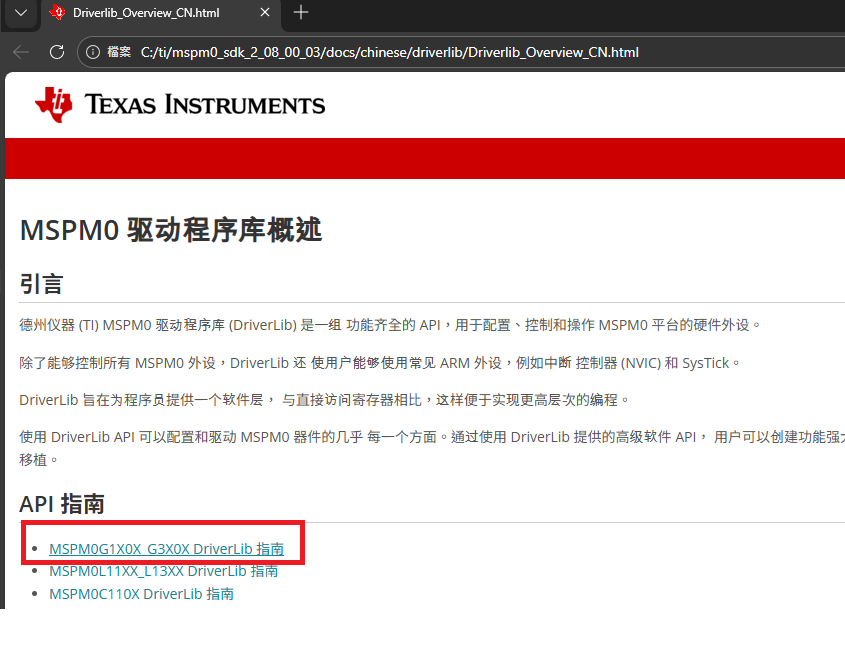 Driverlib_Overview_CN.html
檔案 C:/ti/mspm0_sdk_2_08_00_03/docs/chinese/driverlib/Driverlib_Overview_CN.html
TEXAS INSTRUMENTS
MSPM0 驱动程序库概述
引言
德州仪器 (TI) MSPM0 驱动程序库 (DriverLib) 是一组 功能齐全的 API，用于配置、控制和操作 MSPM0 平台的硬件外设。
除了能够控制所有 MSPM0 外设，DriverLib 还 使用户能够使用常见 ARM 外设，例如中断 控制器 (NVIC) 和 SysTick。
DriverLib 旨在为程序员提供一个软件层， 与直接访问寄存器相比，这样便于实现更高层次的编程。
使用 DriverLib API 可以配置和驱动 MSPM0 器件的几乎 每一个方面。通过使用 DriverLib 提供的高级软件 API， 用户可以创建功能强大
移植。
API 指南
MSPM0G1X0X_G3X0X DriverLib 指南
MSPM0L11XX_L13XX DriverLib 指南
MSPM0C110X DriverLib 指南